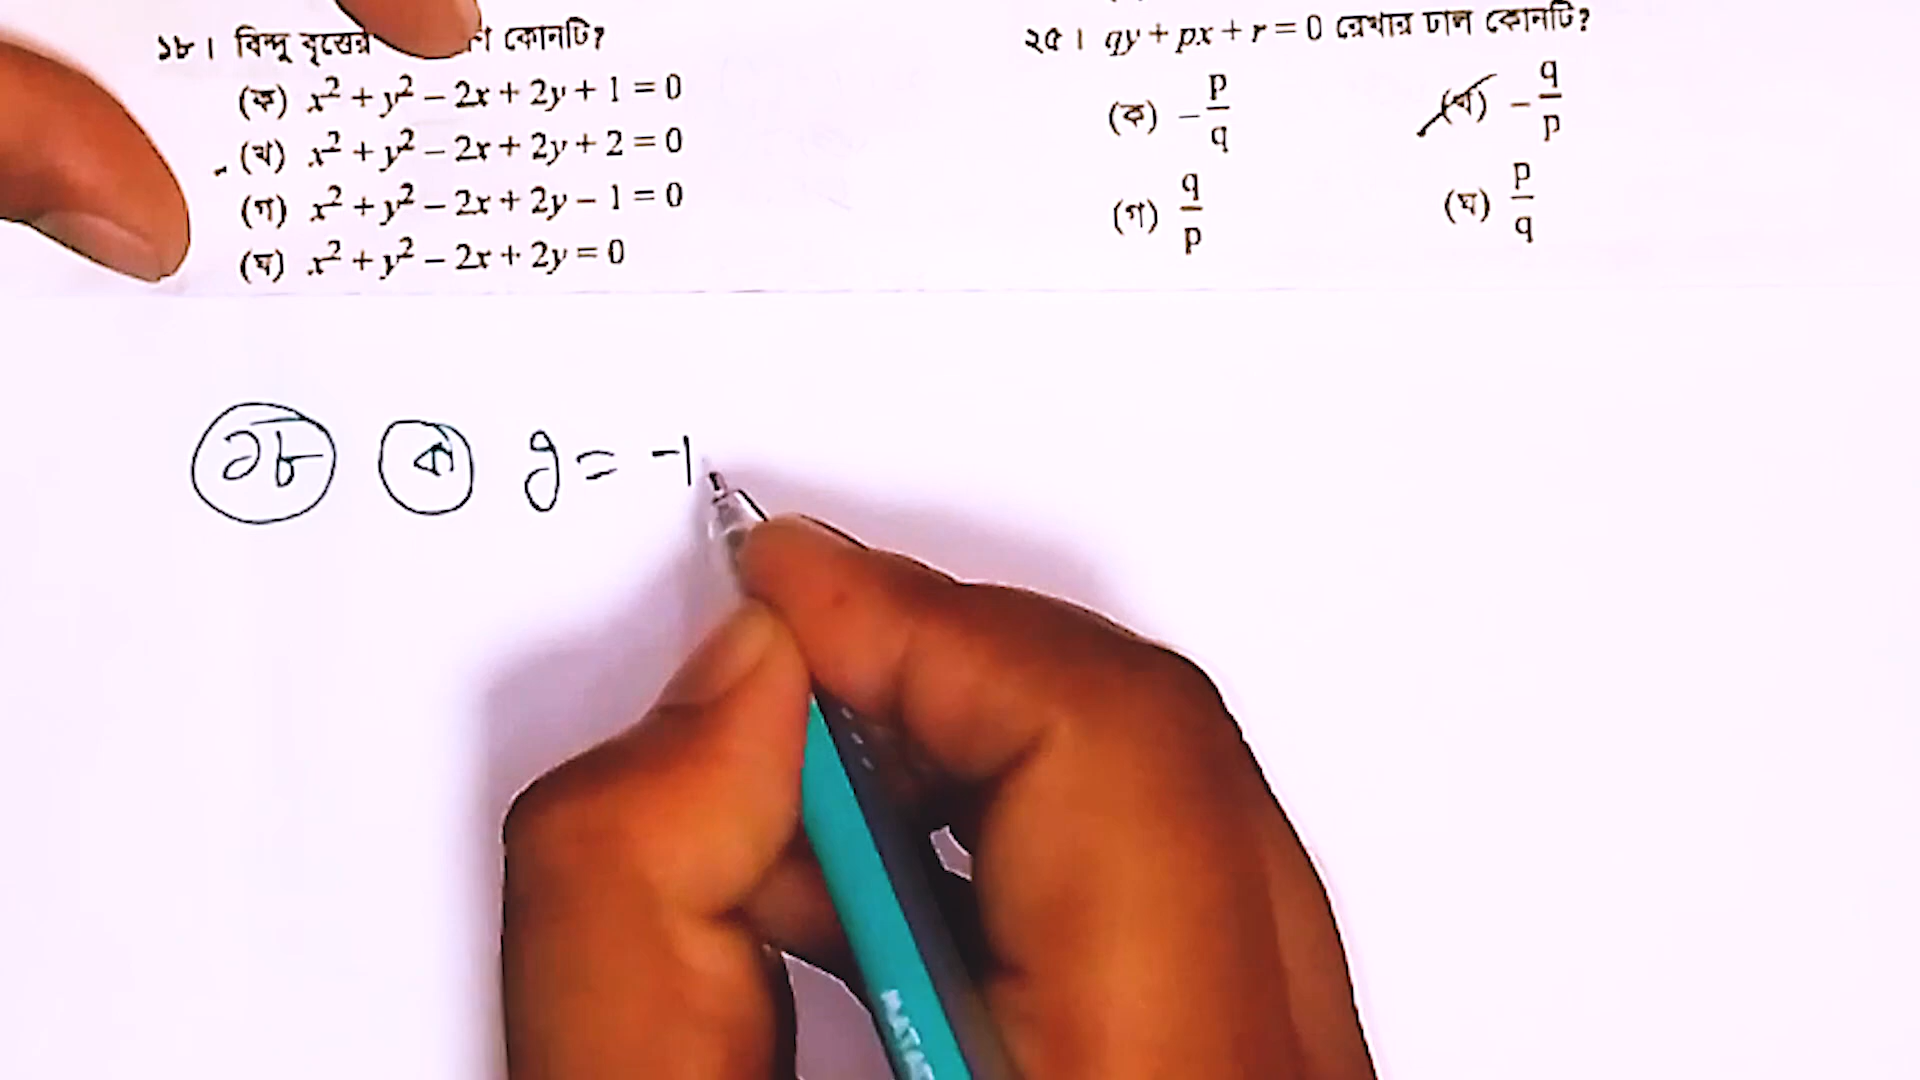 ১৮। বিন্দু বৃত্তের কোনটি?
(ক) x² + y² − 2x + 2y + 1 = 0
(খ) x² + y² − 2x + 2y + 2 = 0
(গ) x² + y² − 2x + 2y − 1 = 0
(ঘ) x² + y² − 2x + 2y = 0
২৫। qy + px + r = 0 রেখার ঢাল কোনটি?
(ক) −p/q (খ) −q/p
(গ) q/p (ঘ) p/q
১৮ ক g = -1